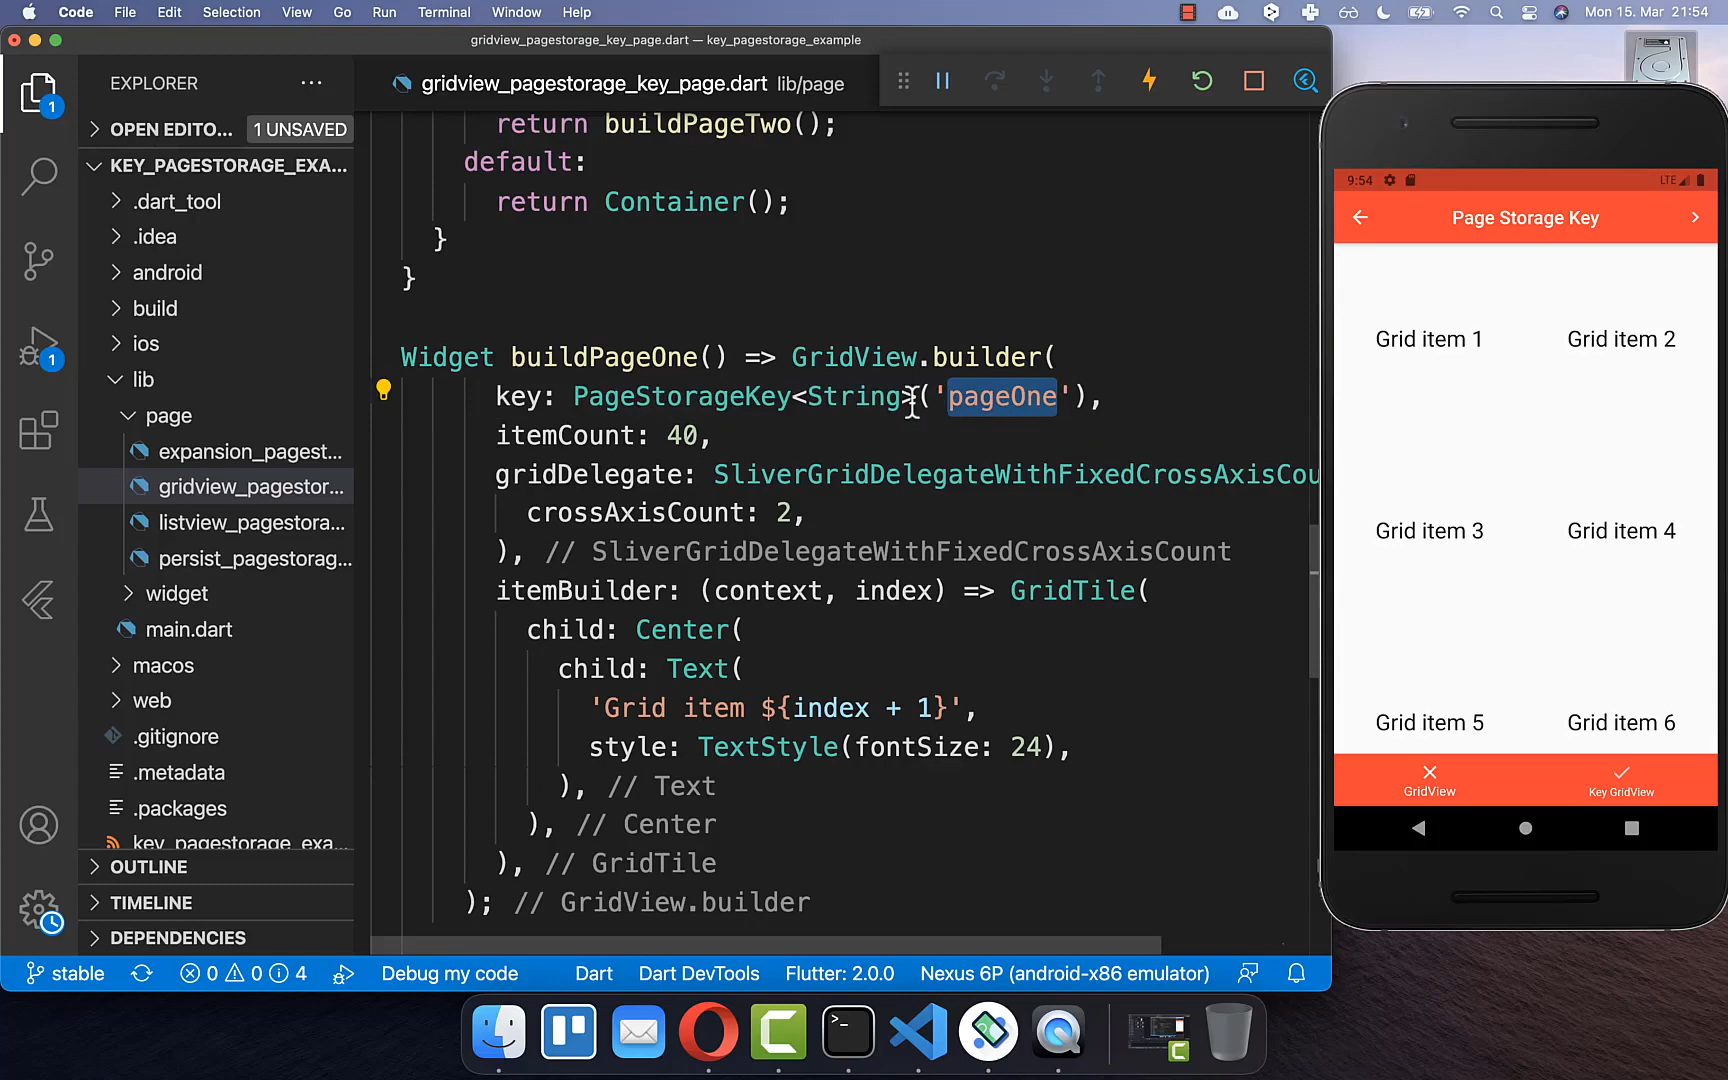 Code File Edit Selection View Go Run Terminal Window Help
Mon 15. Mar 21:54
gridview_pagestorage_key_page.dart — key_pagestorage_example
EXPLORER
OPEN EDITO... 1 UNSAVED
KEY_PAGESTORAGE_EXA...
.dart_tool
.idea
android
build
ios
lib
page
expansion_pagest...
gridview_pagestor...
listview_pagestora...
persist_pagestorag...
widget
main.dart
macos
web
.gitignore
.metadata
.packages
key_pagestorage_exa...
OUTLINE
TIMELINE
DEPENDENCIES
1
1
gridview_pagestorage_key_page.dart lib/page
return buildPageTwo();
default:
return Container();
}
}
Widget buildPageOne() => GridView.builder(
key: PageStorageKey<String>('pageOne'),
itemCount: 40,
gridDelegate: SliverGridDelegateWithFixedCrossAxisCou
crossAxisCount: 2,
), // SliverGridDelegateWithFixedCrossAxisCount
itemBuilder: (context, index) => GridTile(
child: Center(
child: Text(
'Grid item ${index + 1}',
style: TextStyle(fontSize: 24),
), // Text
), // Center
), // GridTile
); // GridView.builder
stable 0 0 4 Debug my code Dart Dart DevTools Flutter: 2.0.0 Nexus 6P (android-x86 emulator)
9:54 LTE
Page Storage Key
Grid item 1 Grid item 2
Grid item 3 Grid item 4
Grid item 5 Grid item 6
GridView Key GridView